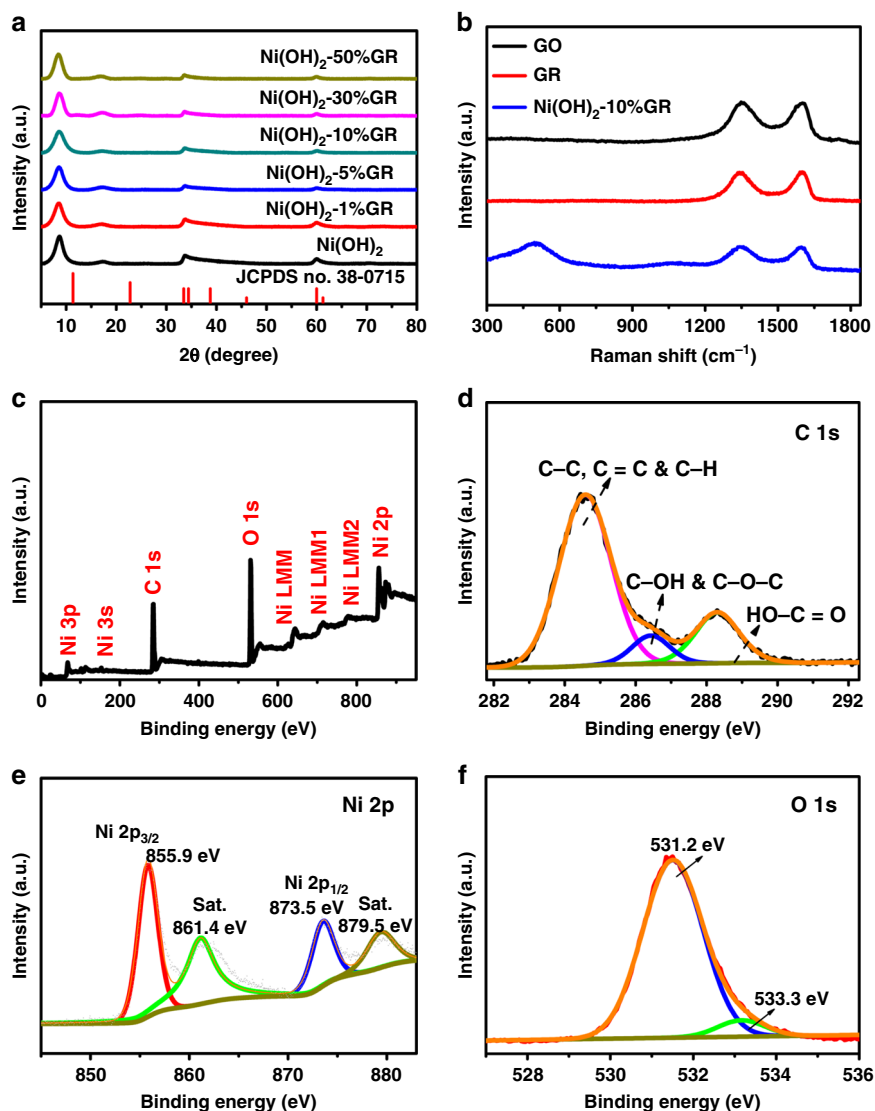 a
Ni(OH)₂-50%GR
Ni(OH)₂-30%GR
Ni(OH)₂-10%GR
Ni(OH)₂-5%GR
Ni(OH)₂-1%GR
Ni(OH)₂
JCPDS no. 38-0715
Intensity (a.u.)
10 20 30 40 50 60 70 80
2θ (degree)
b
GO
GR
Ni(OH)₂-10%GR
Intensity (a.u.)
300 600 900 1200 1500 1800
Raman shift (cm⁻¹)
c
Ni 3p
Ni 3s
C 1s
O 1s
Ni LMM
Ni LMM1
Ni LMM2
Ni 2p
Intensity (a.u.)
0 200 400 600 800
Binding energy (eV)
d
C 1s
C–C, C = C & C–H
C–OH & C–O–C
HO–C = O
Intensity (a.u.)
282 284 286 288 290 292
Binding energy (eV)
e
Ni 2p
Ni 2p₃/₂
855.9 eV
Sat.
861.4 eV
Ni 2p₁/₂
873.5 eV
Sat.
879.5 eV
Intensity (a.u.)
850 860 870 880
Binding energy (eV)
f
O 1s
531.2 eV
533.3 eV
Intensity (a.u.)
528 530 532 534 536
Binding energy (eV)